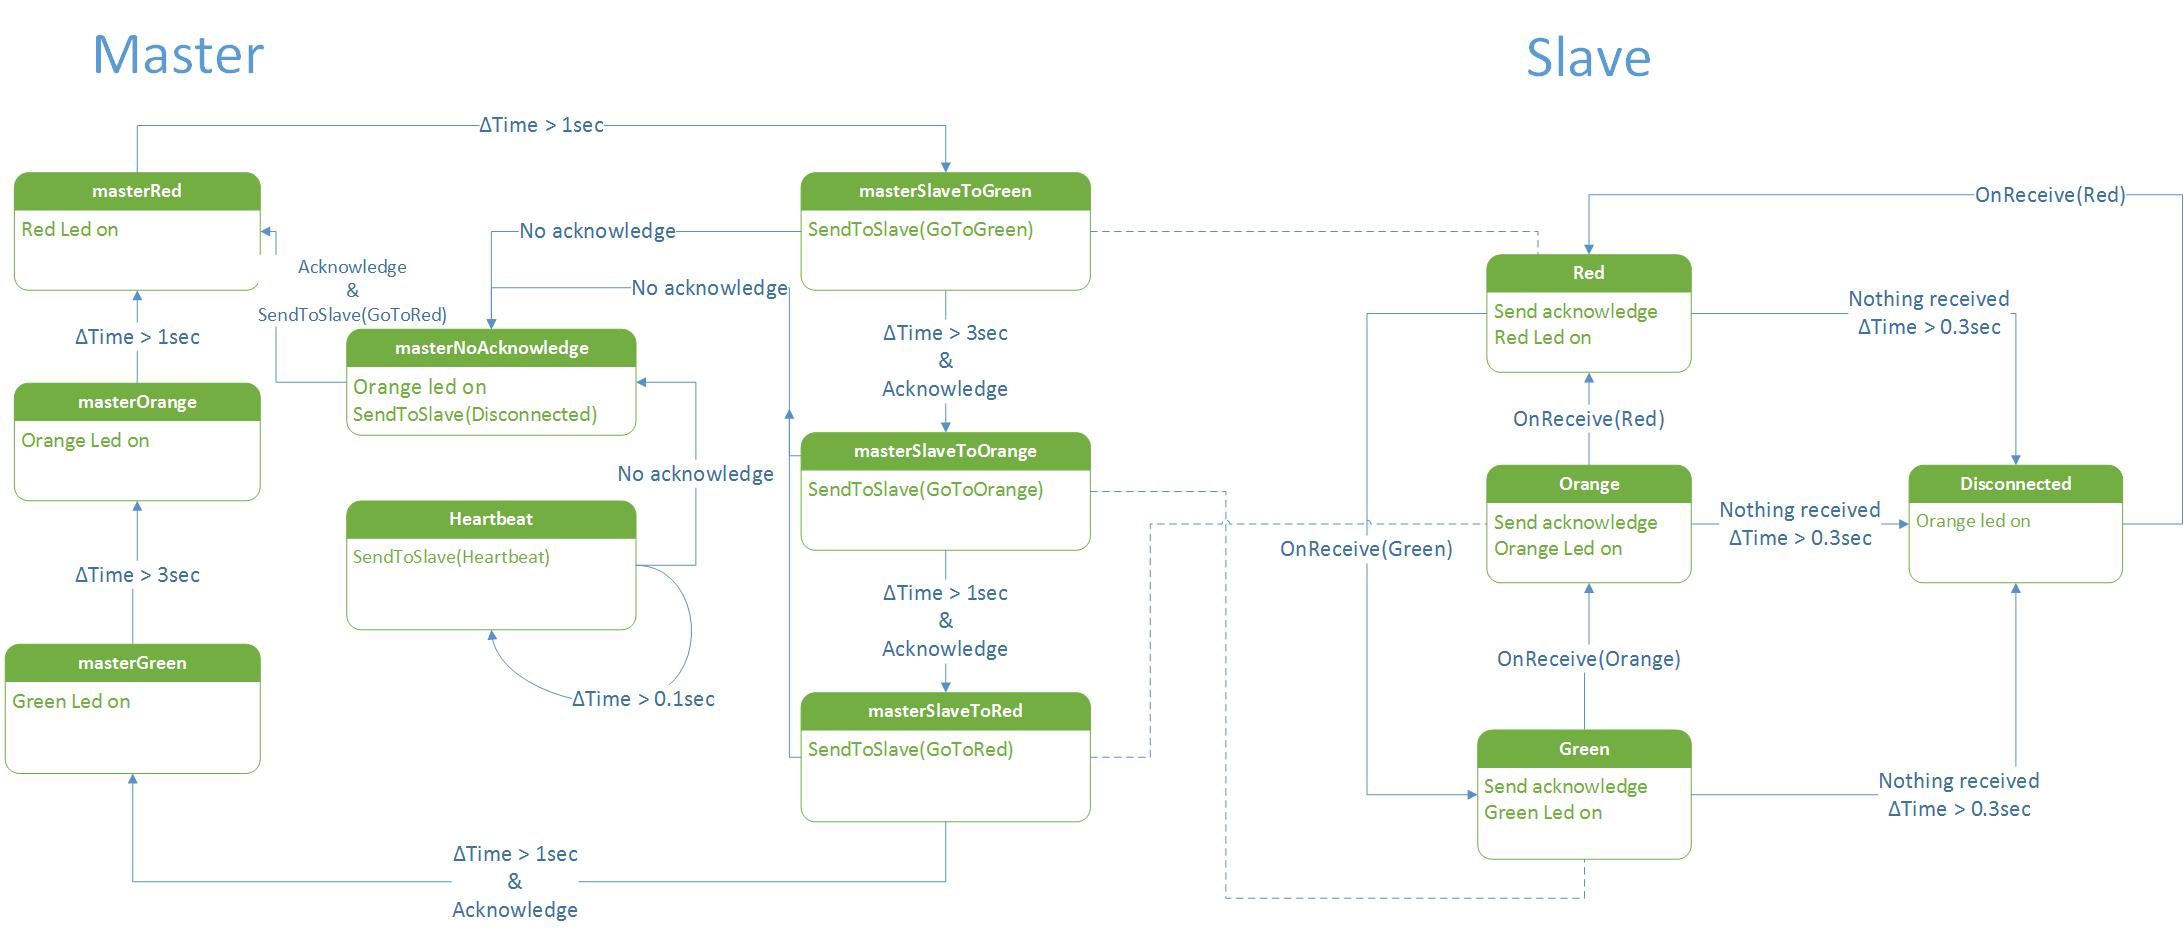 Master
Slave
ΔTime > 1sec
masterRed
Red Led on
masterSlaveToGreen
SendToSlave(GoToGreen)
No acknowledge
No acknowledge
Acknowledge
&
SendToSlave(GoToRed)
ΔTime > 1sec
masterNoAcknowledge
Orange led on
SendToSlave(Disconnected)
ΔTime > 3sec
&
Acknowledge
masterOrange
Orange Led on
masterSlaveToOrange
SendToSlave(GoToOrange)
No acknowledge
Heartbeat
SendToSlave(Heartbeat)
ΔTime > 0.1sec
ΔTime > 3sec
ΔTime > 1sec
&
Acknowledge
masterGreen
Green Led on
masterSlaveToRed
SendToSlave(GoToRed)
ΔTime > 1sec
&
Acknowledge
OnReceive(Red)
Red
Send acknowledge
Red Led on
Nothing received
ΔTime > 0.3sec
OnReceive(Red)
Orange
Send acknowledge
Orange Led on
Nothing received
ΔTime > 0.3sec
Disconnected
Orange led on
OnReceive(Green)
OnReceive(Orange)
Green
Send acknowledge
Green Led on
Nothing received
ΔTime > 0.3sec